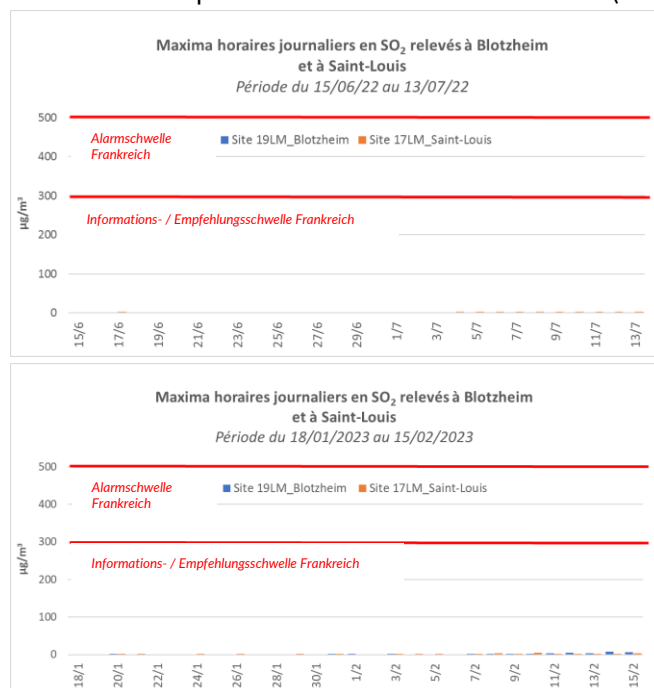 Maxima horaires journaliers en SO₂ relevés à Blotzheim
et à Saint-Louis
Période du 15/06/22 au 13/07/22
500
Alarmschwelle
Frankreich
Site 19LM_Blotzheim Site 17LM_Saint-Louis
400
300
Informations- / Empfehlungsschwelle Frankreich
µg/m³
200
100
0
15/6 17/6 19/6 21/6 23/6 25/6 27/6 29/6 1/7 3/7 5/7 7/7 9/7 11/7 13/7
Maxima horaires journaliers en SO₂ relevés à Blotzheim
et à Saint-Louis
Période du 18/01/2023 au 15/02/2023
500
Alarmschwelle
Frankreich
Site 19LM_Blotzheim Site 17LM_Saint-Louis
400
300
Informations- / Empfehlungsschwelle Frankreich
µg/m³
200
100
0
18/1 20/1 22/1 24/1 26/1 28/1 30/1 1/2 3/2 5/2 7/2 9/2 11/2 13/2 15/2